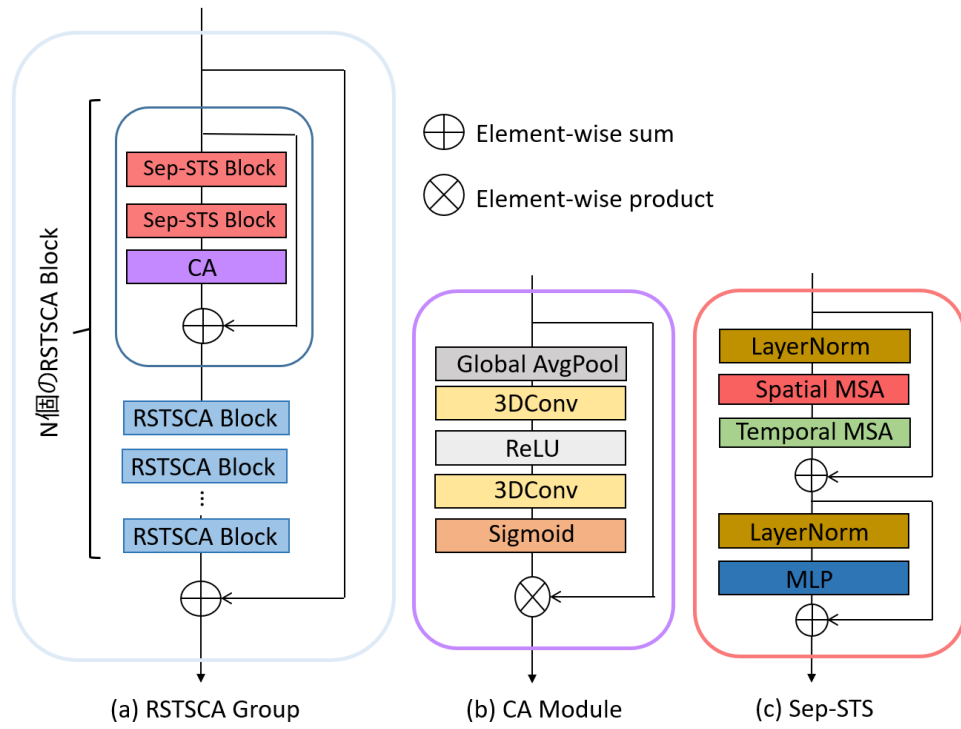 N個のRSTSCA Block
Sep-STS Block
Sep-STS Block
CA
RSTSCA Block
RSTSCA Block
...
RSTSCA Block
(a) RSTSCA Group
Element-wise sum
Element-wise product
Global AvgPool
3DConv
ReLU
3DConv
Sigmoid
(b) CA Module
LayerNorm
Spatial MSA
Temporal MSA
LayerNorm
MLP
(c) Sep-STS